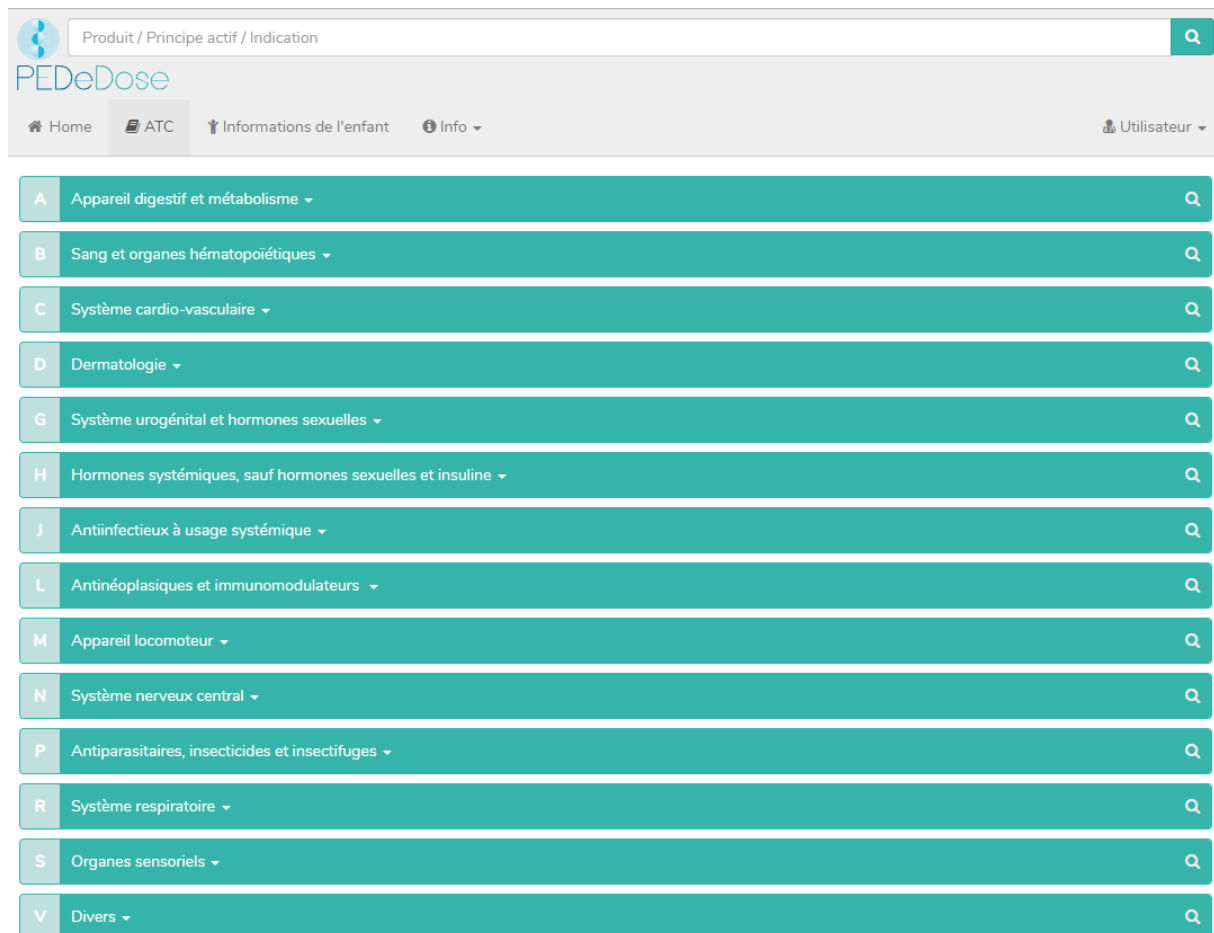 Produit / Principe actif / Indication
PEDeDose
Home ATC Informations de l'enfant Info Utilisateur
A Appareil digestif et métabolisme
B Sang et organes hématopoïétiques
C Système cardio-vasculaire
D Dermatologie
G Système urogénital et hormones sexuelles
H Hormones systémiques, sauf hormones sexuelles et insuline
J Antiinfectieux à usage systémique
L Antinéoplasiques et immunomodulateurs
M Appareil locomoteur
N Système nerveux central
P Antiparasitaires, insecticides et insectifuges
R Système respiratoire
S Organes sensoriels
V Divers